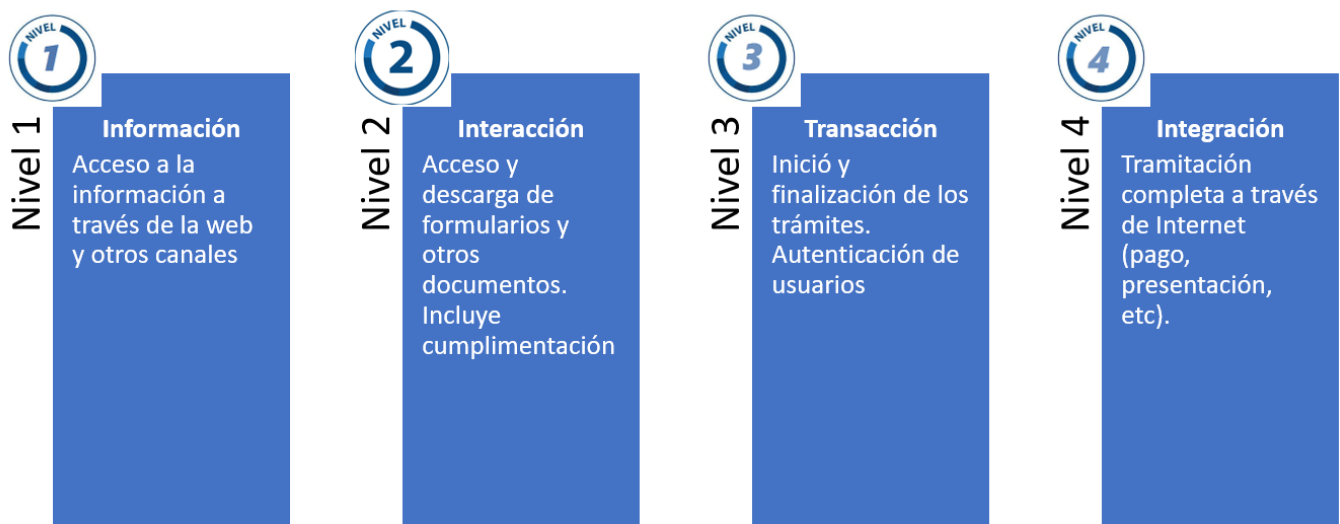 NIVEL
1
Nivel 1
Información
Acceso a la
información a
través de la web
y otros canales
NIVEL
2
Nivel 2
Interacción
Acceso y
descarga de
formularios y
otros
documentos.
Incluye
cumplimentación
NIVEL
3
Nivel 3
Transacción
Inició y
finalización de los
trámites.
Autenticación de
usuarios
NIVEL
4
Nivel 4
Integración
Tramitación
completa a través
de Internet
(pago,
presentación,
etc).